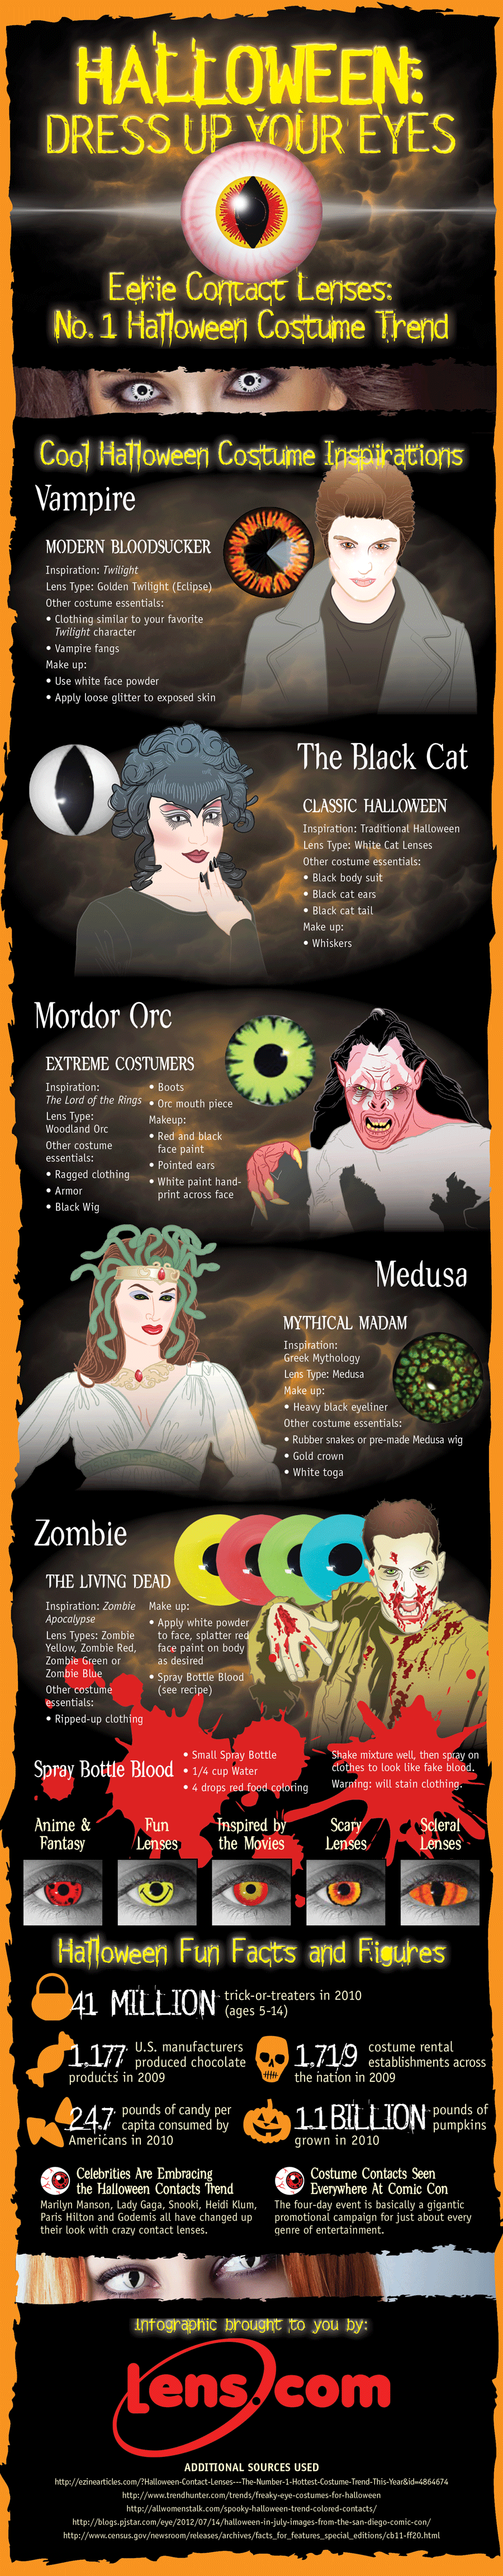 HALLOWEEN:
DRESS UP YOUR EYES
Eerie Contact Lenses:
No. 1 Halloween Costume Trend
Cool Halloween Costume Inspirations
Vampire
MODERN BLOODSUCKER
Inspiration: Twilight
Lens Type: Golden Twilight (Eclipse)
Other costume essentials:
• Clothing similar to your favorite
Twilight character
• Vampire fangs
Make up:
• Use white face powder
• Apply loose glitter to exposed skin
The Black Cat
CLASSIC HALLOWEEN
Inspiration: Traditional Halloween
Lens Type: White Cat Lenses
Other costume essentials:
• Black body suit
• Black cat ears
• Black cat tail
Make up:
• Whiskers
Mordor Orc
EXTREME COSTUMERS
Inspiration:
The Lord of the Rings
Lens Type:
Woodland Orc
Other costume
essentials:
• Ragged clothing
• Armor
• Black Wig
• Boots
• Orc mouth piece
Makeup:
• Red and black
face paint
• Pointed ears
• White paint hand-
print across face
Medusa
MYTHICAL MADAM
Inspiration:
Greek Mythology
Lens Type: Medusa
Make up:
• Heavy black eyeliner
Other costume essentials:
• Rubber snakes or pre-made Medusa wig
• Gold crown
• White toga
Zombie
THE LIVING DEAD
Inspiration: Zombie
Apocalypse
Lens Types: Zombie
Yellow, Zombie Red,
Zombie Green or
Zombie Blue
Other costume
essentials:
• Ripped-up clothing
Make up:
• Apply white powder
to face, splatter red
face paint on body
as desired
• Spray Bottle Blood
(see recipe)
Spray Bottle Blood
• Small Spray Bottle
• 1/4 cup Water
• 4 drops red food coloring
Shake mixture well, then spray on
clothes to look like fake blood.
Warning: will stain clothing.
Anime &
Fantasy
Fun
Lenses
Inspired by
the Movies
Scary
Lenses
Scleral
Lenses
Halloween Fun Facts and Figures
41 MILLION trick-or-treaters in 2010
(ages 5-14)
1,177 U.S. manufacturers
produced chocolate
products in 2009
1,719 costume rental
establishments across
the nation in 2009
24.7 pounds of candy per
capita consumed by
Americans in 2010
1.1 BILLION pounds of
pumpkins
grown in 2010
Celebrities Are Embracing
the Halloween Contacts Trend
Marilyn Manson, Lady Gaga, Snooki, Heidi Klum,
Paris Hilton and Godemis all have changed up
their look with crazy contact lenses.
Costume Contacts Seen
Everywhere At Comic Con
The four-day event is basically a gigantic
promotional campaign for just about every
genre of entertainment.
Infographic brought to you by:
Lens.com
ADDITIONAL SOURCES USED
http://ezinearticles.com/?Halloween-Contact-Lenses---The-Number-1-Hottest-Costume-Trend-This-Year&id=4864674
http://www.trendhunter.com/trends/freaky-eye-costumes-for-halloween
http://allwomenstalk.com/spooky-halloween-trend-colored-contacts/
http://blogs.pjstar.com/eye/2012/07/14/halloween-in-july-images-from-the-san-diego-comic-con/
http://www.census.gov/newsroom/releases/archives/facts_for_features_special_editions/cb11-ff20.html